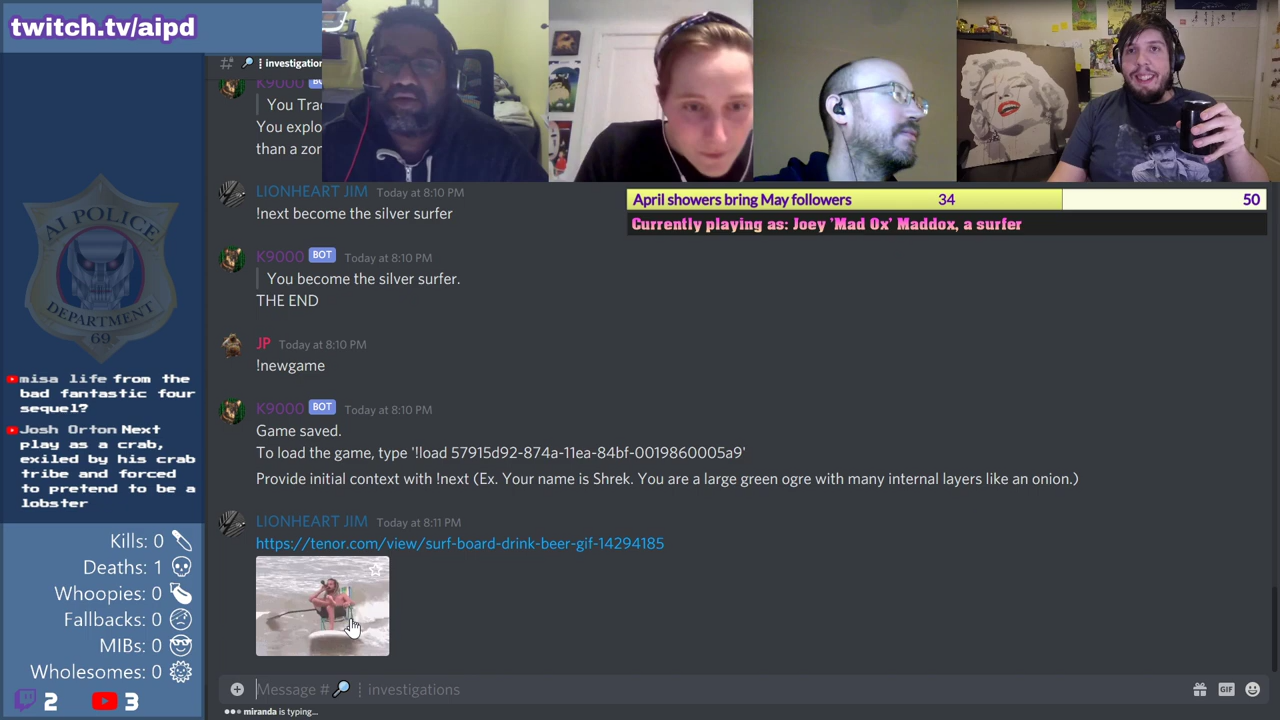 twitch.tv/aipd
# 🔎 ⋮ investigation
K9000 BOT
You Trac
You explo
than a zor
LIONHEART JIM Today at 8:10 PM
!next become the silver surfer
K9000 BOT Today at 8:10 PM
You become the silver surfer.
THE END
JP Today at 8:10 PM
!newgame
K9000 BOT Today at 8:10 PM
Game saved.
To load the game, type '!load 57915d92-874a-11ea-84bf-0019860005a9'
Provide initial context with !next (Ex. Your name is Shrek. You are a large green ogre with many internal layers like an onion.)
LIONHEART JIM Today at 8:11 PM
https://tenor.com/view/surf-board-drink-beer-gif-14294185
Message #🔎 ⋮ investigations
GIF
miranda is typing...
April showers bring May followers 34 50
Currently playing as: Joey 'Mad Ox' Maddox, a surfer
AI POLICE
DEPARTMENT
69
misa life from the
bad fantastic four
sequel?
Josh Orton Next
play as a crab,
exiled by his crab
tribe and forced
to pretend to be a
lobster
Kills: 0
Deaths: 1
Whoopies: 0
Fallbacks: 0
MIBs: 0
Wholesomes: 0
2 3